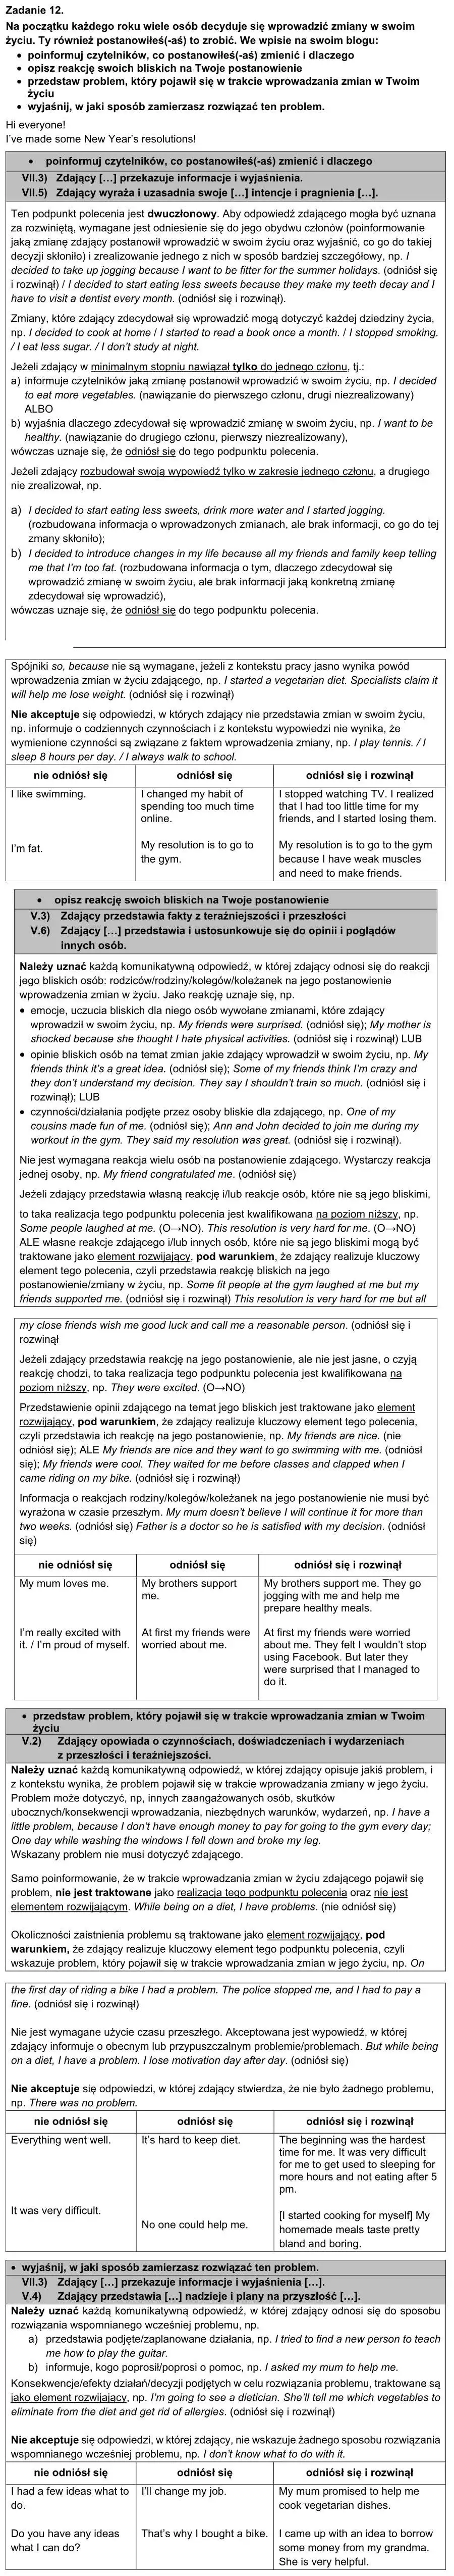 Zadanie 12.
Na początku każdego roku wiele osób decyduje się wprowadzić zmiany w swoim
życiu. Ty również postanowiłeś(-aś) to zrobić. We wpisie na swoim blogu:
• poinformuj czytelników, co postanowiłeś(-aś) zmienić i dlaczego
• opisz reakcję swoich bliskich na Twoje postanowienie
• przedstaw problem, który pojawił się w trakcie wprowadzania zmian w Twoim
życiu
• wyjaśnij, w jaki sposób zamierzasz rozwiązać ten problem.
Hi everyone!
I've made some New Year's resolutions!
• poinformuj czytelników, co postanowiłeś(-aś) zmienić i dlaczego
VII.3) Zdający […] przekazuje informacje i wyjaśnienia.
VII.5) Zdający wyraża i uzasadnia swoje […] intencje i pragnienia […].
Ten podpunkt polecenia jest dwuczłonowy. Aby odpowiedź zdającego mogła być uznana
za rozwiniętą, wymagane jest odniesienie się do jego obydwu członów (poinformowanie
jaką zmianę zdający postanowił wprowadzić w swoim życiu oraz wyjaśnić, co go do takiej
decyzji skłoniło) i zrealizowanie jednego z nich w sposób bardziej szczegółowy, np. I
decided to take up jogging because I want to be fitter for the summer holidays. (odniósł się
i rozwinął) / I decided to start eating less sweets because they make my teeth decay and I
have to visit a dentist every month. (odniósł się i rozwinął).
Zmiany, które zdający zdecydował się wprowadzić mogą dotyczyć każdej dziedziny życia,
np. I decided to cook at home / I started to read a book once a month. / I stopped smoking.
/ I eat less sugar. / I don't study at night.
Jeżeli zdający w minimalnym stopniu nawiązał tylko do jednego członu, tj.:
a) informuje czytelników jaką zmianę postanowił wprowadzić w swoim życiu, np. I decided
to eat more vegetables. (nawiązanie do pierwszego członu, drugi niezrealizowany)
ALBO
b) wyjaśnia dlaczego zdecydował się wprowadzić zmianę w swoim życiu, np. I want to be
healthy. (nawiązanie do drugiego członu, pierwszy niezrealizowany),
wówczas uznaje się, że odniósł się do tego podpunktu polecenia.
Jeżeli zdający rozbudował swoją wypowiedź tylko w zakresie jednego członu, a drugiego
nie zrealizował, np.
a) I decided to start eating less sweets, drink more water and I started jogging.
(rozbudowana informacja o wprowadzonych zmianach, ale brak informacji, co go do tej
zmany skłoniło);
b) I decided to introduce changes in my life because all my friends and family keep telling
me that I'm too fat. (rozbudowana informacja o tym, dlaczego zdecydował się
wprowadzić zmianę w swoim życiu, ale brak informacji jaką konkretną zmianę
zdecydował się wprowadzić),
wówczas uznaje się, że odniósł się do tego podpunktu polecenia.
Spójniki so, because nie są wymagane, jeżeli z kontekstu pracy jasno wynika powód
wprowadzenia zmian w życiu zdającego, np. I started a vegetarian diet. Specialists claim it
will help me lose weight. (odniósł się i rozwinął)
Nie akceptuje się odpowiedzi, w których zdający nie przedstawia zmian w swoim życiu,
np. informuje o codziennych czynnościach i z kontekstu wypowiedzi nie wynika, że
wymienione czynności są związane z faktem wprowadzenia zmiany, np. I play tennis. / I
sleep 8 hours per day. / I always walk to school.
nie odniósł się odniósł się odniósł się i rozwinął
I like swimming. I changed my habit of I stopped watching TV. I realized
spending too much time that I had too little time for my
online. friends, and I started losing them.
I'm fat. My resolution is to go to My resolution is to go to the gym
the gym. because I have weak muscles
and need to make friends.
• opisz reakcję swoich bliskich na Twoje postanowienie
V.3) Zdający przedstawia fakty z teraźniejszości i przeszłości
V.6) Zdający […] przedstawia i ustosunkowuje się do opinii i poglądów
innych osób.
Należy uznać każdą komunikatywną odpowiedź, w której zdający odnosi się do reakcji
jego bliskich osób: rodziców/rodziny/kolegów/koleżanek na jego postanowienie
wprowadzenia zmian w życiu. Jako reakcję uznaje się, np.
• emocje, uczucia bliskich dla niego osób wywołane zmianami, które zdający
wprowadził w swoim życiu, np. My friends were surprised. (odniósł się); My mother is
shocked because she thought I hate physical activities. (odniósł się i rozwinął) LUB
• opinie bliskich osób na temat zmian jakie zdający wprowadził w swoim życiu, np. My
friends think it's a great idea. (odniósł się); Some of my friends think I'm crazy and
they don't understand my decision. They say I shouldn't train so much. (odniósł się i
rozwinął); LUB
• czynności/działania podjęte przez osoby bliskie dla zdającego, np. One of my
cousins made fun of me. (odniósł się); Ann and John decided to join me during my
workout in the gym. They said my resolution was great. (odniósł się i rozwinął).
Nie jest wymagana reakcja wielu osób na postanowienie zdającego. Wystarczy reakcja
jednej osoby, np. My friend congratulated me. (odniósł się)
Jeżeli zdający przedstawia własną reakcję i/lub reakcje osób, które nie są jego bliskimi,
to taka realizacja tego podpunktu polecenia jest kwalifikowana na poziom niższy, np.
Some people laughed at me. (O→NO). This resolution is very hard for me. (O→NO)
ALE własne reakcje zdającego i/lub innych osób, które nie są jego bliskimi mogą być
traktowane jako element rozwijający, pod warunkiem, że zdający realizuje kluczowy
element tego polecenia, czyli przedstawia reakcję bliskich na jego
postanowienie/zmiany w życiu, np. Some fit people at the gym laughed at me but my
friends supported me. (odniósł się i rozwinął) This resolution is very hard for me but all
my close friends wish me good luck and call me a reasonable person. (odniósł się i
rozwinął
Jeżeli zdający przedstawia reakcję na jego postanowienie, ale nie jest jasne, o czyją
reakcję chodzi, to taka realizacja tego podpunktu polecenia jest kwalifikowana na
poziom niższy, np. They were excited. (O→NO)
Przedstawienie opinii zdającego na temat jego bliskich jest traktowane jako element
rozwijający, pod warunkiem, że zdający realizuje kluczowy element tego polecenia,
czyli przedstawia ich reakcję na jego postanowienie, np. My friends are nice. (nie
odniósł się); ALE My friends are nice and they want to go swimming with me. (odniósł
się); My friends were cool. They waited for me before classes and clapped when I
came riding on my bike. (odniósł się i rozwinął)
Informacja o reakcjach rodziny/kolegów/koleżanek na jego postanowienie nie musi być
wyrażona w czasie przeszłym. My mum doesn't believe I will continue it for more than
two weeks. (odniósł się) Father is a doctor so he is satisfied with my decision. (odniósł
się)
nie odniósł się odniósł się odniósł się i rozwinął
My mum loves me. My brothers support My brothers support me. They go
me. jogging with me and help me
prepare healthy meals.
I'm really excited with At first my friends were At first my friends were worried
it. / I'm proud of myself. worried about me. about me. They felt I wouldn't stop
using Facebook. But later they
were surprised that I managed to
do it.
• przedstaw problem, który pojawił się w trakcie wprowadzania zmian w Twoim
życiu
V.2) Zdający opowiada o czynnościach, doświadczeniach i wydarzeniach
z przeszłości i teraźniejszości.
Należy uznać każdą komunikatywną odpowiedź, w której zdający opisuje jakiś problem, i
z kontekstu wynika, że problem pojawił się w trakcie wprowadzania zmiany w jego życiu.
Problem może dotyczyć, np, innych zaangażowanych osób, skutków
ubocznych/konsekwencji wprowadzania, niezbędnych warunków, wydarzeń, np. I have a
little problem, because I don't have enough money to pay for going to the gym every day;
One day while washing the windows I fell down and broke my leg.
Wskazany problem nie musi dotyczyć zdającego.
Samo poinformowanie, że w trakcie wprowadzania zmian w życiu zdającego pojawił się
problem, nie jest traktowane jako realizacja tego podpunktu polecenia oraz nie jest
elementem rozwijającym. While being on a diet, I have problems. (nie odniósł się)
Okoliczności zaistnienia problemu są traktowane jako element rozwijający, pod
warunkiem, że zdający realizuje kluczowy element tego podpunktu polecenia, czyli
wskazuje problem, który pojawił się w trakcie wprowadzania zmian w jego życiu, np. On
the first day of riding a bike I had a problem. The police stopped me, and I had to pay a
fine. (odniósł się i rozwinął)
Nie jest wymagane użycie czasu przeszłego. Akceptowana jest wypowiedź, w której
zdający informuje o obecnym lub przypuszczalnym problemie/problemach. But while being
on a diet, I have a problem. I lose motivation day after day. (odniósł się)
Nie akceptuje się odpowiedzi, w której zdający stwierdza, że nie było żadnego problemu,
np. There was no problem.
nie odniósł się odniósł się odniósł się i rozwinął
Everything went well. It's hard to keep diet. The beginning was the hardest
time for me. It was very difficult
for me to get used to sleeping for
more hours and not eating after 5
pm.
It was very difficult. No one could help me. [I started cooking for myself] My
homemade meals taste pretty
bland and boring.
• wyjaśnij, w jaki sposób zamierzasz rozwiązać ten problem.
VII.3) Zdający […] przekazuje informacje i wyjaśnienia […].
V.4) Zdający przedstawia […] nadzieje i plany na przyszłość […].
Należy uznać każdą komunikatywną odpowiedź, w której zdający odnosi się do sposobu
rozwiązania wspomnianego wcześniej problemu, np.
a) przedstawia podjęte/zaplanowane działania, np. I tried to find a new person to teach
me how to play the guitar.
b) informuje, kogo poprosił/poprosi o pomoc, np. I asked my mum to help me.
Konsekwencje/efekty działań/decyzji podjętych w celu rozwiązania problemu, traktowane są
jako element rozwijający, np. I'm going to see a dietician. She'll tell me which vegetables to
eliminate from the diet and get rid of allergies. (odniósł się i rozwinął)
Nie akceptuje się odpowiedzi, w której zdający, nie wskazuje żadnego sposobu rozwiązania
wspomnianego wcześniej problemu, np. I don't know what to do with it.
nie odniósł się odniósł się odniósł się i rozwinął
I had a few ideas what to I'll change my job. My mum promised to help me
do. cook vegetarian dishes.
Do you have any ideas That's why I bought a bike. I came up with an idea to borrow
what I can do? some money from my grandma.
She is very helpful.